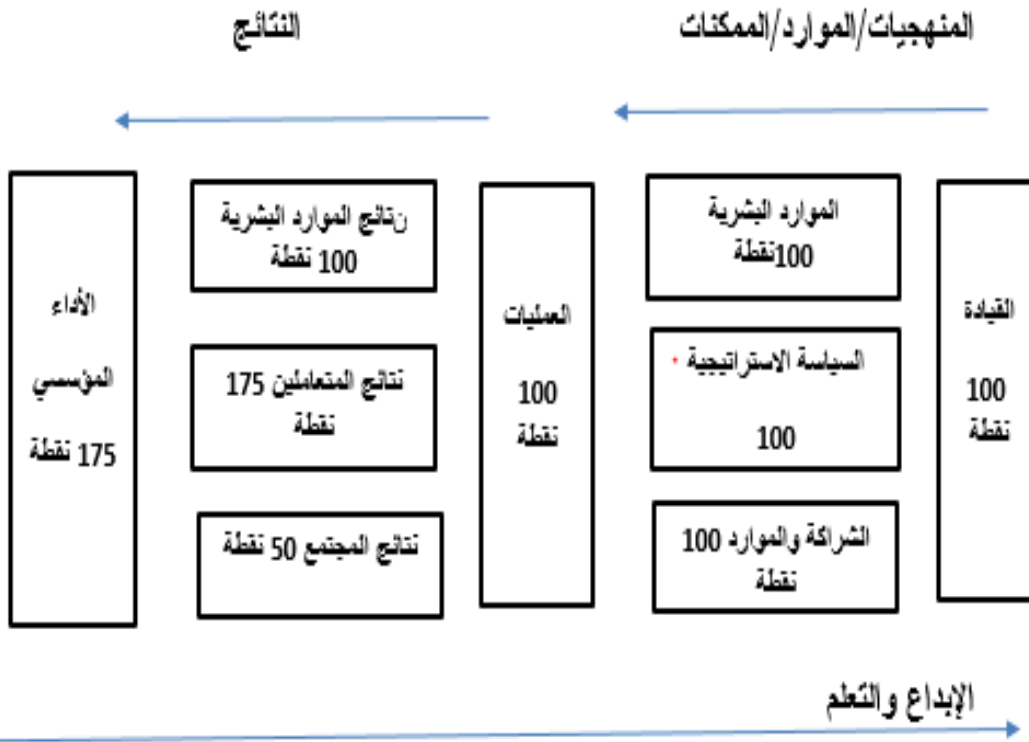 المنهجيات/الموارد/الممكنات
النتائج
القيادة
100
نقطة
الموارد البشرية
100نقطة
السياسة الاستراتيجية
100
الشراكة والموارد 100
نقطة
العمليات
100
نقطة
نتائج الموارد البشرية
100 نقطة
نتائج المتعاملين 175
نقطة
نتائج المجتمع 50 نقطة
الأداء
المؤسسي
175 نقطة
الإبداع والتعلم